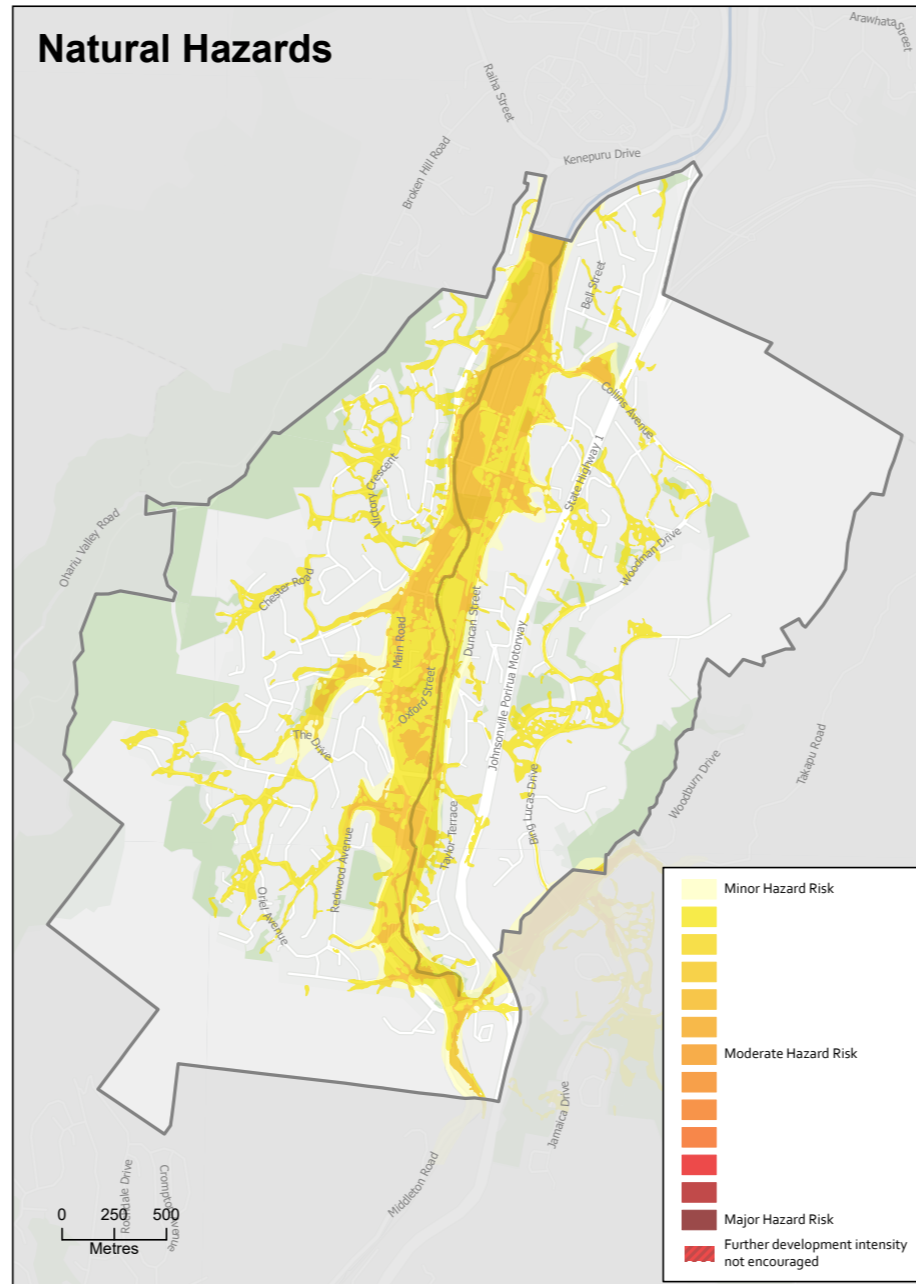 Natural Hazards
Arawhata
Street
Raiha Street
Kenepuru Drive
Broken Hill Road
Bell Street
Collins Avenue
State Highway 1
Victory Crescent
Ohariu Valley Road
Woodman Drive
Chester Road
Main Road
Duncan Street
Oxford Street
Johnsonville Porirua Motorway
The Drive
Takapu Road
Woodburn Drive
Bing Lucas Drive
Taylor Terrace
Redwood Avenue
Oriel Avenue
Jamaica Drive
Middleton Road
Rochdale Drive
Crompton Avenue
0 250 500
Metres
Minor Hazard Risk
Moderate Hazard Risk
Major Hazard Risk
Further development intensity
not encouraged